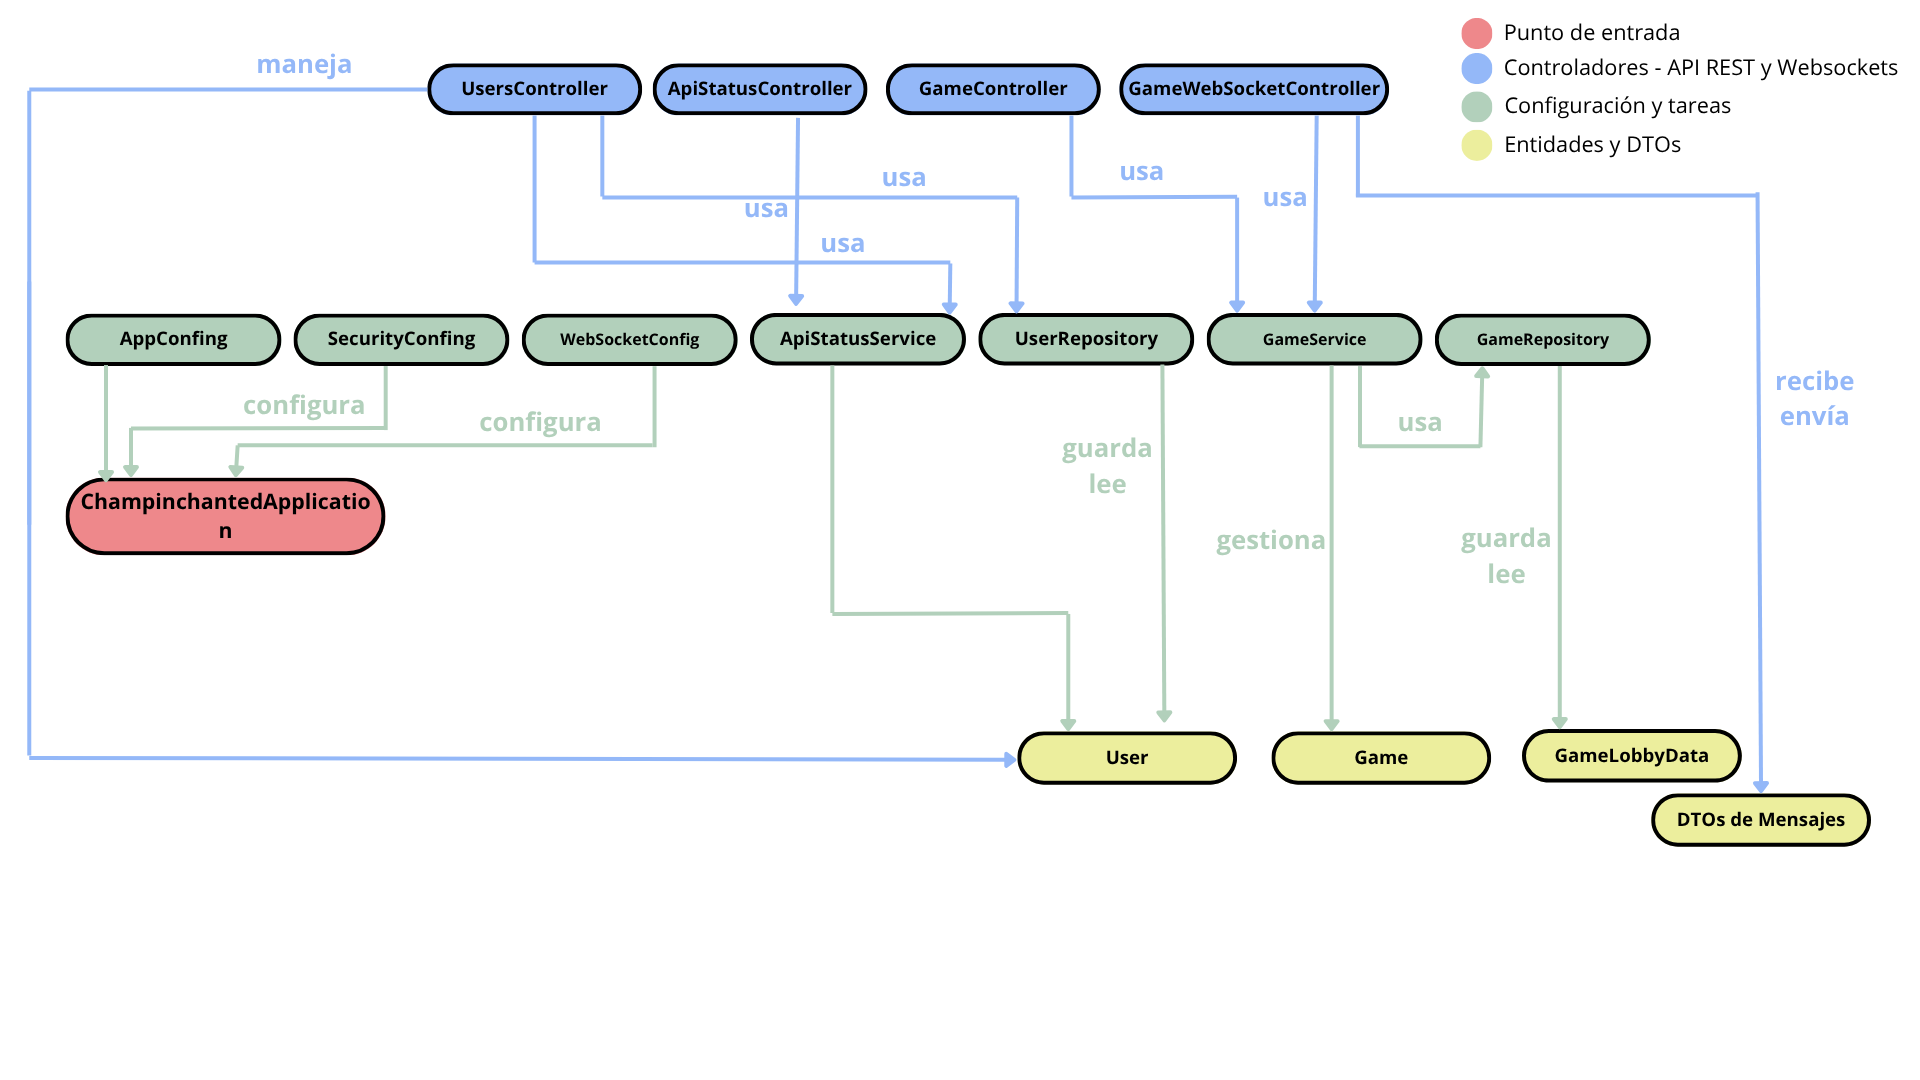 Punto de entrada
Controladores - API REST y Websockets
Configuración y tareas
Entidades y DTOs
maneja
UsersController
ApiStatusController
GameController
GameWebSocketController
usa
usa
usa
usa
usa
AppConfing
SecurityConfing
WebSocketConfig
ApiStatusService
UserRepository
GameService
GameRepository
recibe
envía
configura
configura
usa
guarda
lee
ChampinchantedApplicatio
n
gestiona
guarda
lee
User
Game
GameLobbyData
DTOs de Mensajes